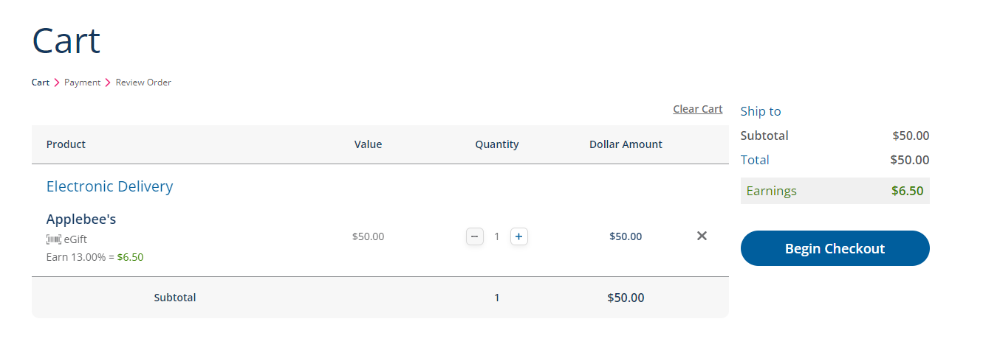 Cart
Cart Payment Review Order
Clear Cart
Product Value Quantity Dollar Amount
Electronic Delivery
Applebee's
eGift
Earn 13.00% = $6.50
$50.00 − 1 + $50.00 ✕
Subtotal 1 $50.00
Ship to
Subtotal $50.00
Total $50.00
Earnings $6.50
Begin Checkout